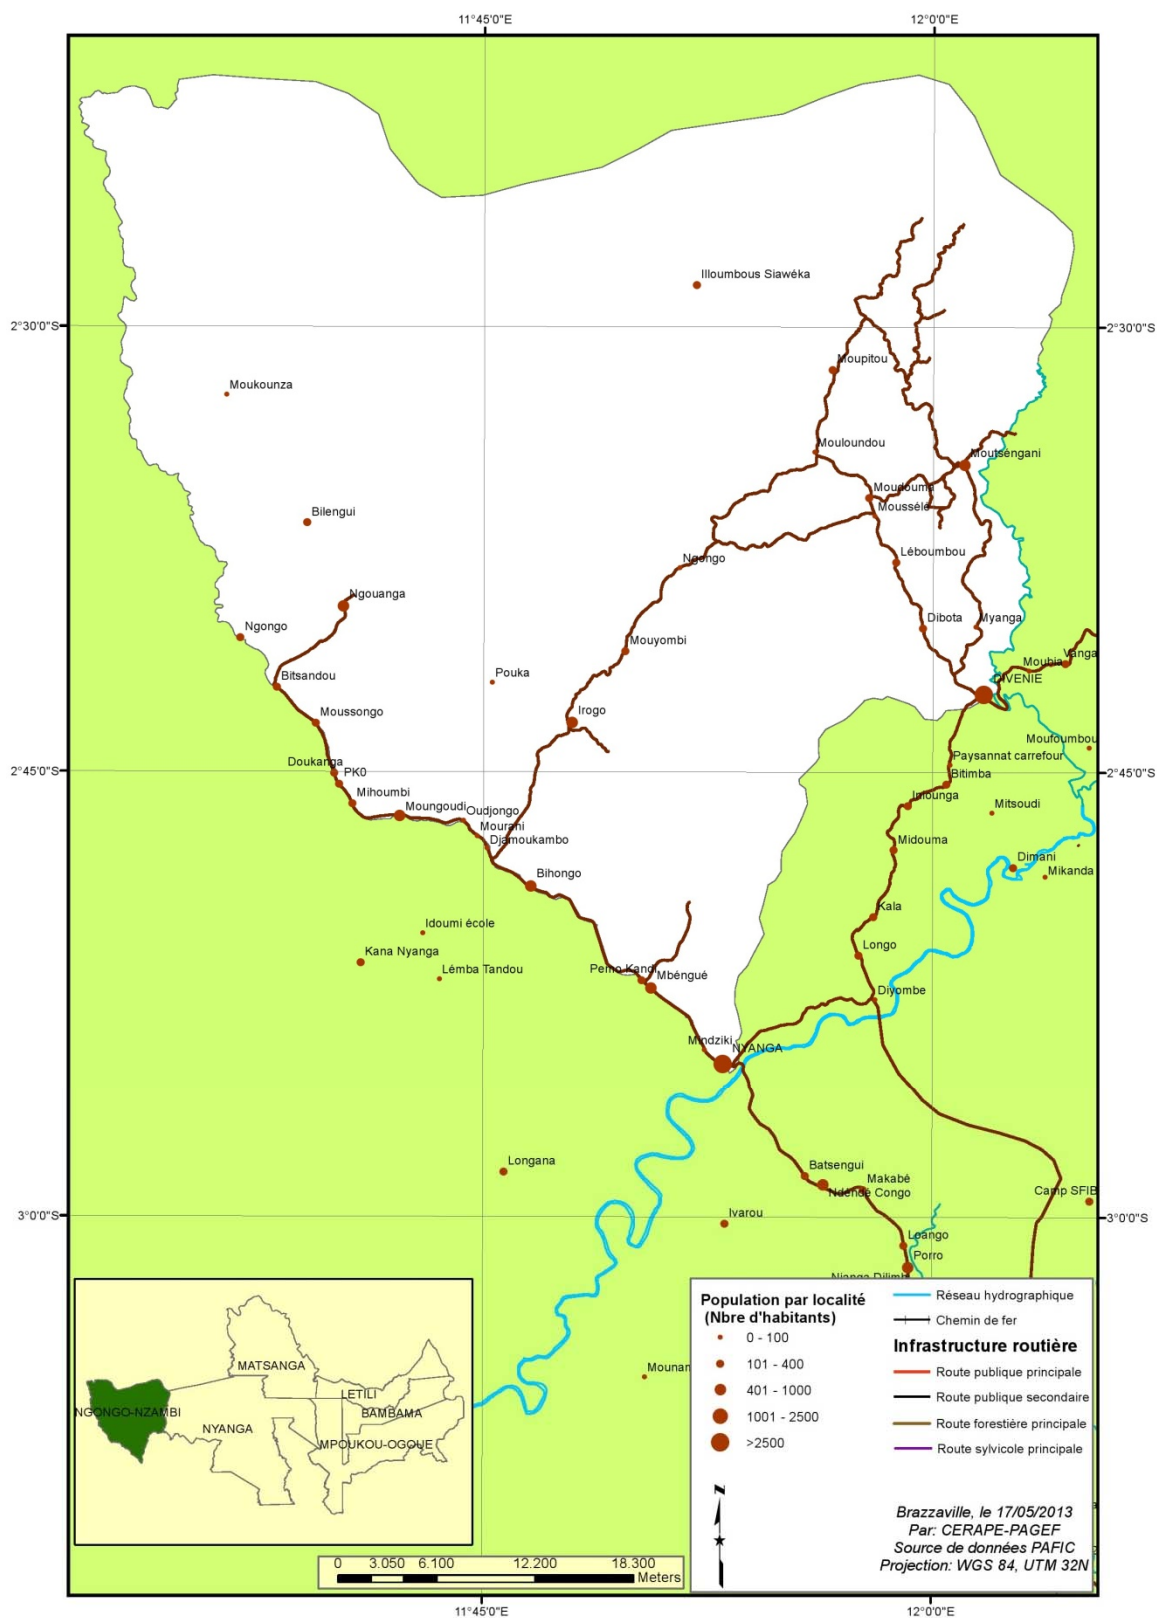 11°45'0"E
12°0'0"E
Illoumbous Siawéka
2°30'0"S
2°30'0"S
Moupitou
Moukounza
Mouloundou
Moutsengani
Moudouma
Moussélé
Bilengui
Ngongo
Léboumbou
Ngouanga
Dibota
Myanga
Ngongo
Mouyombi
Vanga
Moubia
Bitsandou
Pouka
DIVENIE
Moussongo
Irogo
Moufoumbou
Doukanga
Paysannat carrefour
2°45'0"S
PK0
Bitimba
2°45'0"S
Mihoumbi
Imounga
Mitsoudi
Moungoudi
Oudjongo
Mourani
Djamoukambo
Midouma
Dimani
Bihongo
Mikanda
Kala
Idoumi école
Longo
Kana Nyanga
Lémba Tandou
Pemo Kandi
Mbéngué
Diyombe
Mindziki
NYANGA
Longana
Batsengui
Makabé
Ndéndé Congo
Camp SFIB
3°0'0"S
Ivarou
3°0'0"S
Loango
Porro
Mounan
Population par localité
(Nbre d'habitants)
0 - 100
101 - 400
401 - 1000
1001 - 2500
>2500
Réseau hydrographique
Chemin de fer
Infrastructure routière
Route publique principale
Route publique secondaire
Route forestière principale
Route sylvicole principale
N
Brazzaville, le 17/05/2013
Par: CERAPE-PAGEF
Source de données PAFIC
Projection: WGS 84, UTM 32N
MATSANGA
LETILI
NGONGO-NZAMBI
BAMBAMA
NYANGA
MPOUKOU-OGOUE
0 3.050 6.100 12.200 18.300
Meters
11°45'0"E
12°0'0"E